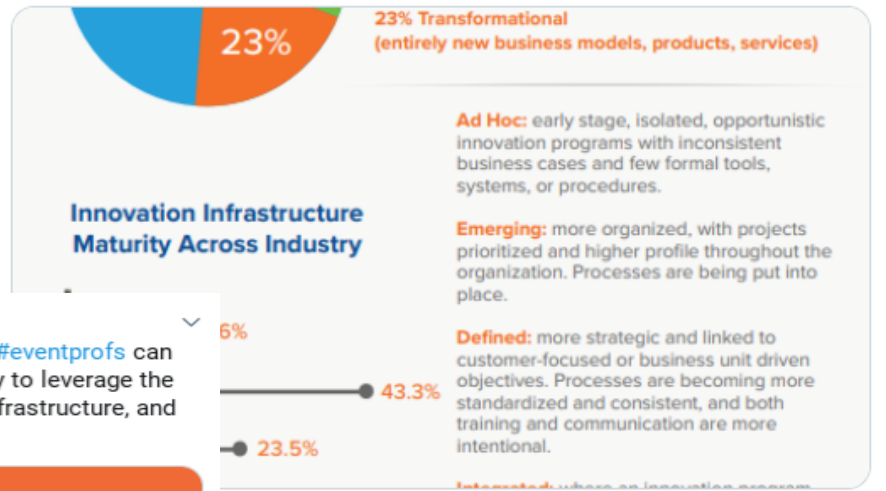 23%
23% Transformational
(entirely new business models, products, services)
Ad Hoc: early stage, isolated, opportunistic
innovation programs with inconsistent
business cases and few formal tools,
systems, or procedures.
Innovation Infrastructure
Maturity Across Industry
Emerging: more organized, with projects
prioritized and higher profile throughout the
organization. Processes are being put into
place.
6%
43.3%
23.5%
Defined: more strategic and linked to
customer-focused or business unit driven
objectives. Processes are becoming more
standardized and consistent, and both
training and communication are more
intentional.
#eventprofs can
to leverage the
and